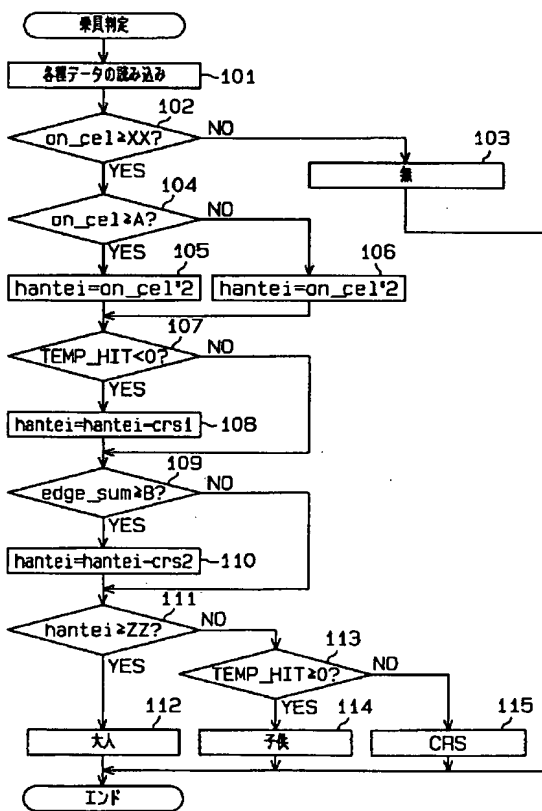 乗員判定
各種データの読み込み
101
102
on_cel≧XX?
NO
YES
103
無
104
on_cel≧A?
NO
YES
105
hantei=on_cel*2
106
hantei=on_cel*2
107
TEMP_HIT<0?
NO
YES
hantei=hantei-crs1
108
109
edge_sum≧B?
NO
YES
hantei=hantei-crs2
110
111
hantei≧ZZ?
NO
YES
113
TEMP_HIT≧0?
NO
YES
112
大人
114
子供
115
CRS
エンド